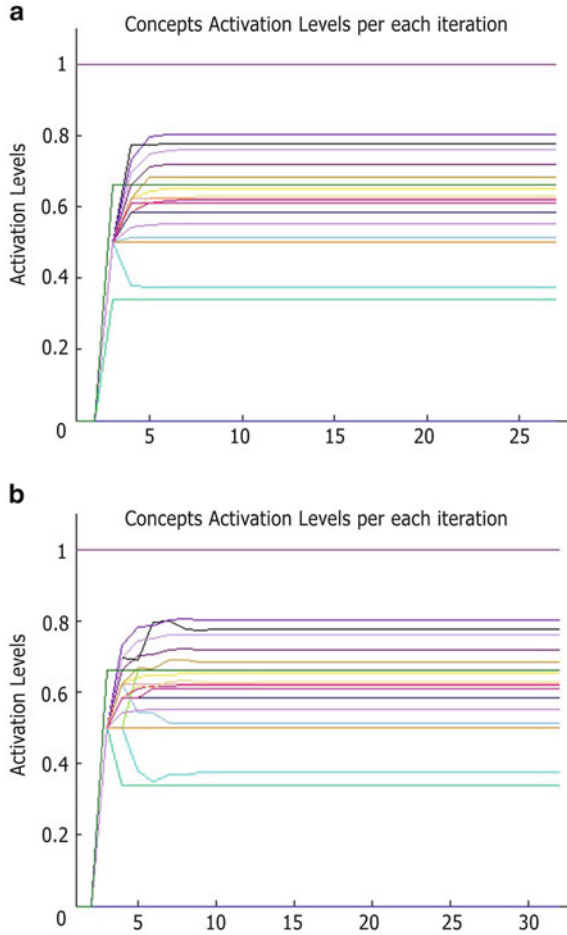 a
Concepts Activation Levels per each iteration
Activation Levels
1
0.8
0.6
0.4
0.2
0
5 10 15 20 25
b
Concepts Activation Levels per each iteration
Activation Levels
1
0.8
0.6
0.4
0.2
0
5 10 15 20 25 30